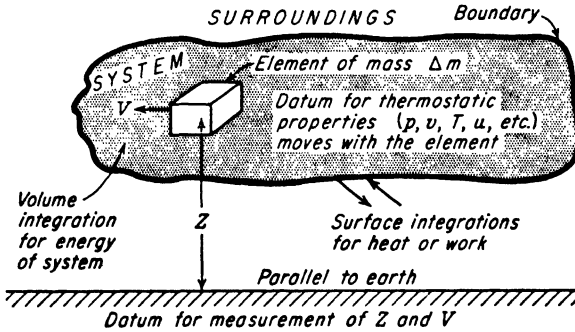 SURROUNDINGS
Boundary
SYSTEM
Element of mass Δm
V
Datum for thermostatic
properties (p, v, T, u, etc.)
moves with the element
Volume
integration
for energy
of system
Z
Surface integrations
for heat or work
Parallel to earth
Datum for measurement of Z and V